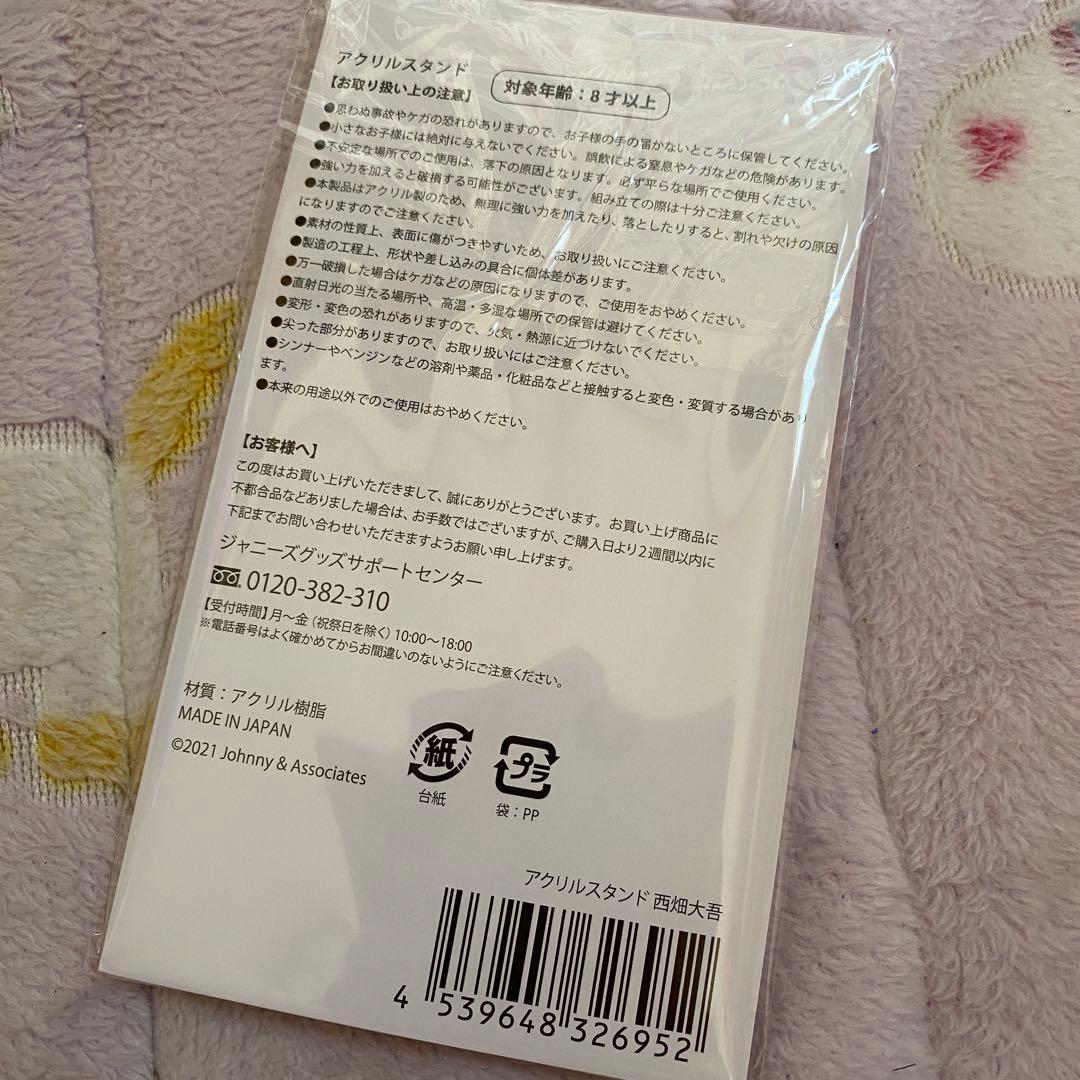 アクリルスタンド
【お取り扱い上の注意】 対象年齢：8才以上
●思わぬ事故やケガの恐れがありますので、お子様の手の届かないところに保管してください。
●小さなお子様には絶対に与えないでください。誤飲による窒息やケガなどの危険があります。
●不安定な場所でのご使用は、落下の原因となります。必ず平らな場所でご使用ください。
●強い力を加えると破損する可能性がございます。組み立ての際は十分ご注意ください。
●本製品はアクリル製のため、無理に強い力を加えたり、落としたりすると、割れや欠けの原因
になりますのでご注意ください。
●素材の性質上、表面に傷がつきやすいため、お取り扱いにご注意ください。
●製造の工程上、形状や差し込みの具合に個体差があります。
●万一破損した場合はケガなどの原因になりますので、ご使用をおやめください。
●直射日光の当たる場所や、高温・多湿な場所での保管は避けてください。
●変形・変色の恐れがありますので、火気・熱源に近づけないでください。
●尖った部分がありますので、お取り扱いにはご注意ください。
●シンナーやベンジンなどの溶剤や薬品・化粧品などと接触すると変色・変質する場合があり
ます。
●本来の用途以外でのご使用はおやめください。
【お客様へ】
この度はお買い上げいただきまして、誠にありがとうございます。お買い上げ商品に
不都合品などありました場合は、お手数ではございますが、ご購入日より2週間以内に
下記までお問い合わせいただきますようお願い申し上げます。
ジャニーズグッズサポートセンター
0120-382-310
【受付時間】月～金（祝祭日を除く）10:00～18:00
※電話番号はよく確かめてからお間違いのないようにご注意ください。
材質：アクリル樹脂
MADE IN JAPAN
©2021 Johnny & Associates
紙
台紙
プラ
袋：PP
アクリルスタンド 西畑大吾
4 539648 326952